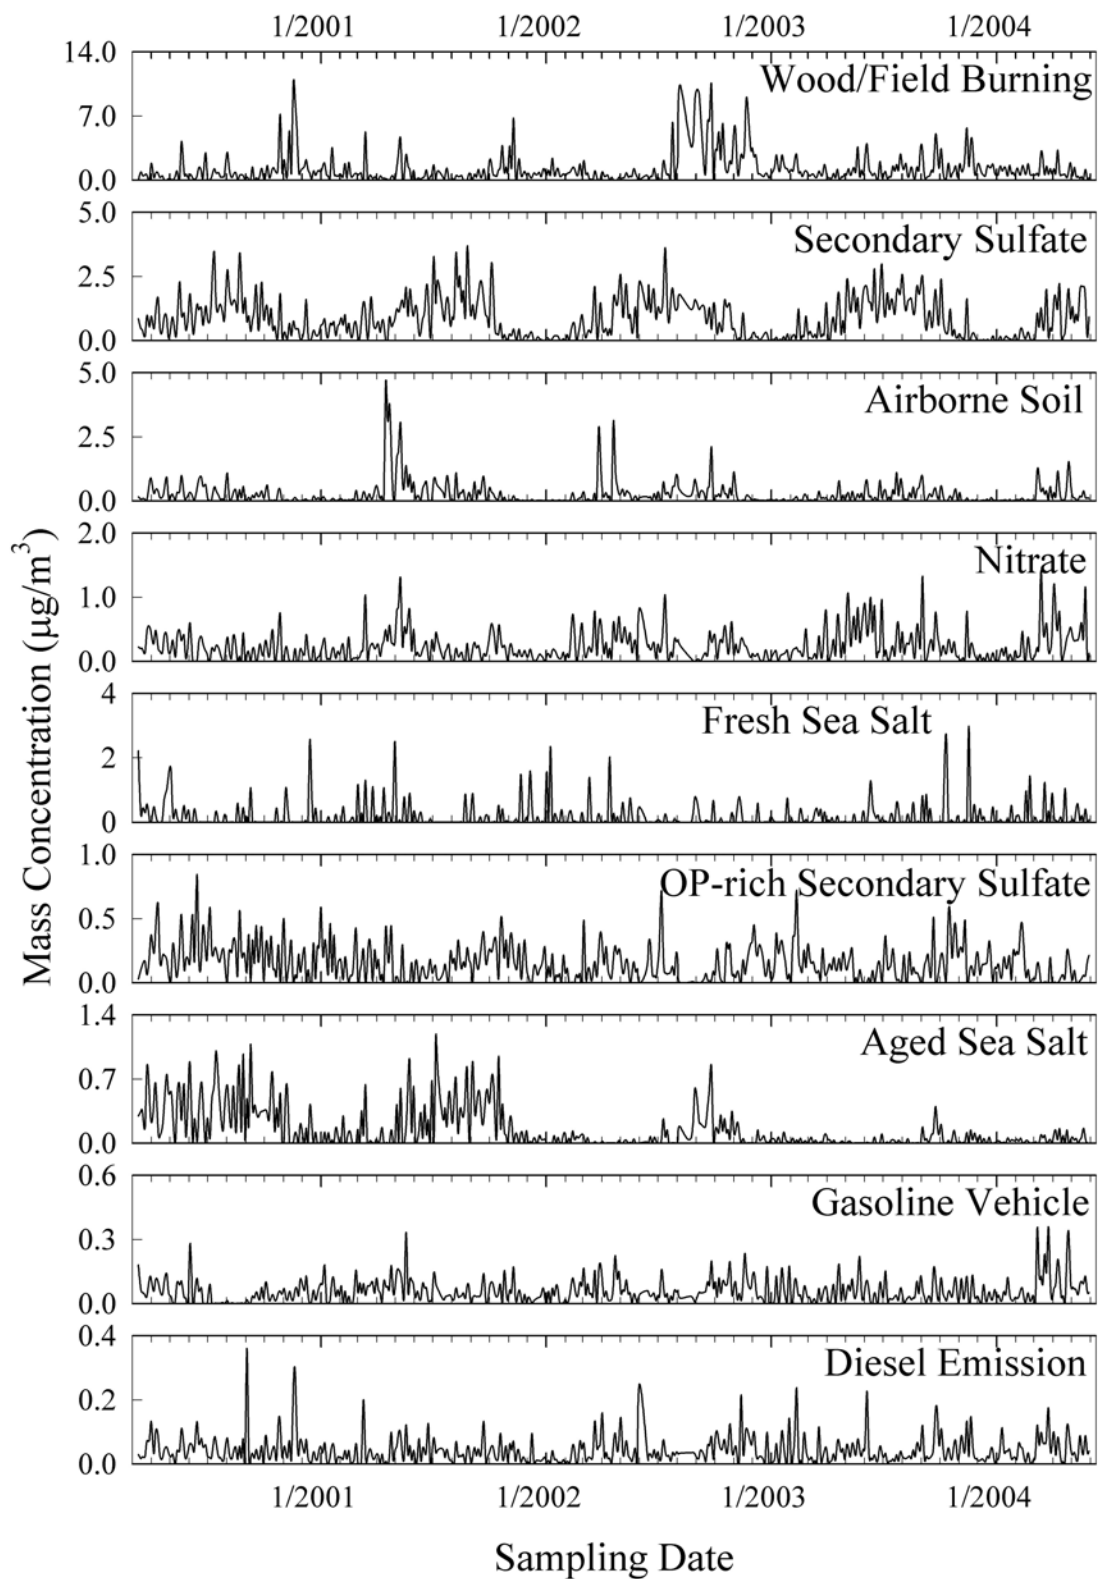 1/2001 1/2002 1/2003 1/2004
14.0
Wood/Field Burning
7.0
0.0
5.0
Secondary Sulfate
2.5
0.0
5.0
Airborne Soil
2.5
0.0
2.0
Nitrate
1.0
0.0
4
Fresh Sea Salt
2
0
1.0
OP-rich Secondary Sulfate
0.5
0.0
1.4
Aged Sea Salt
0.7
0.0
0.6
Gasoline Vehicle
0.3
0.0
0.4
Diesel Emission
0.2
0.0
Mass Concentration (µg/m³)
1/2001 1/2002 1/2003 1/2004
Sampling Date